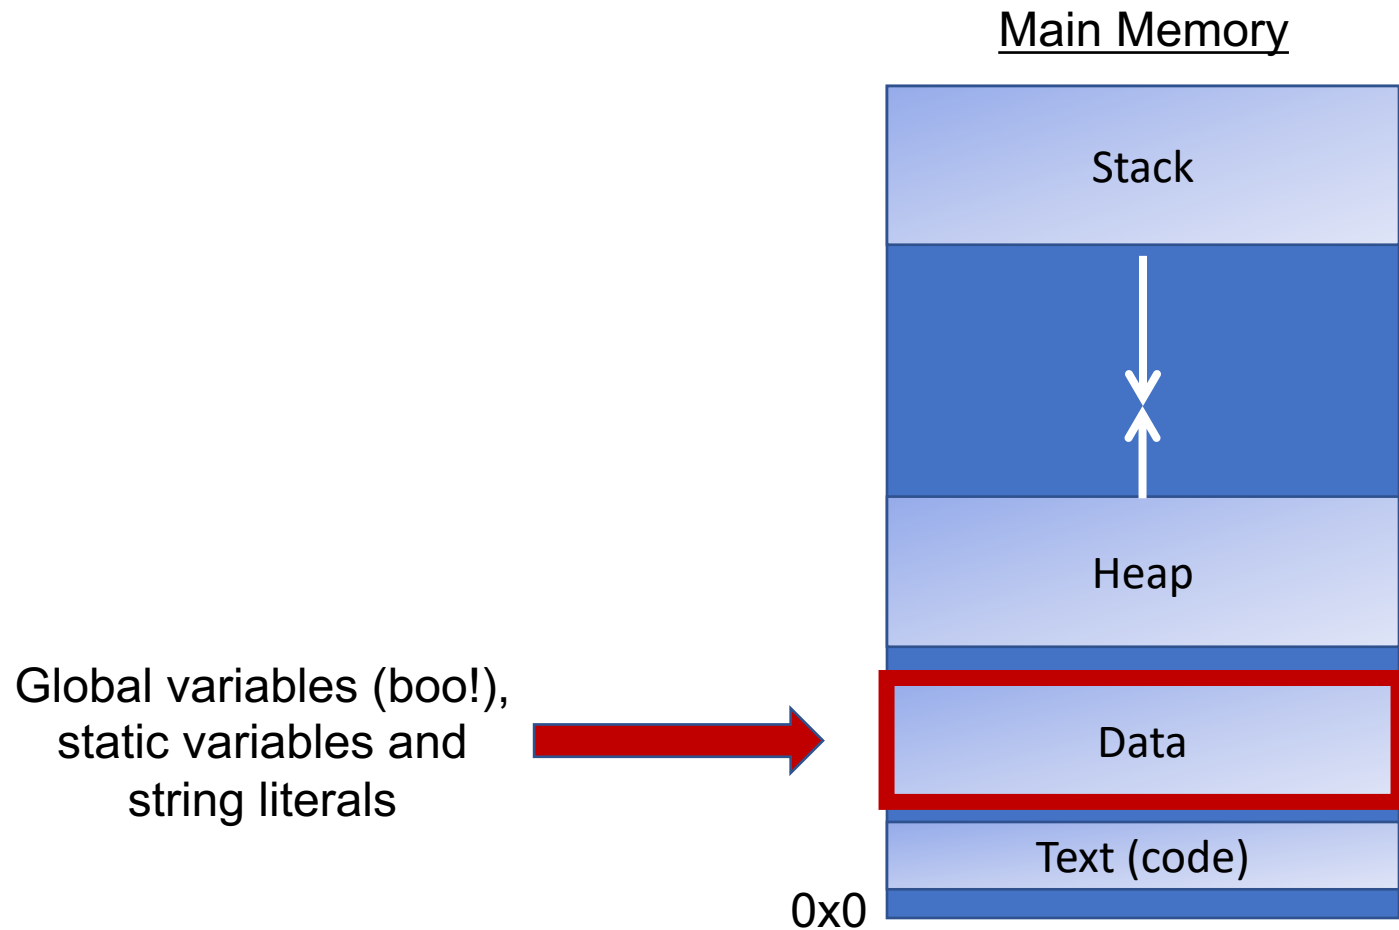 Main Memory
Stack
Heap
Global variables (boo!),
static variables and
string literals
Data
Text (code)
0x0